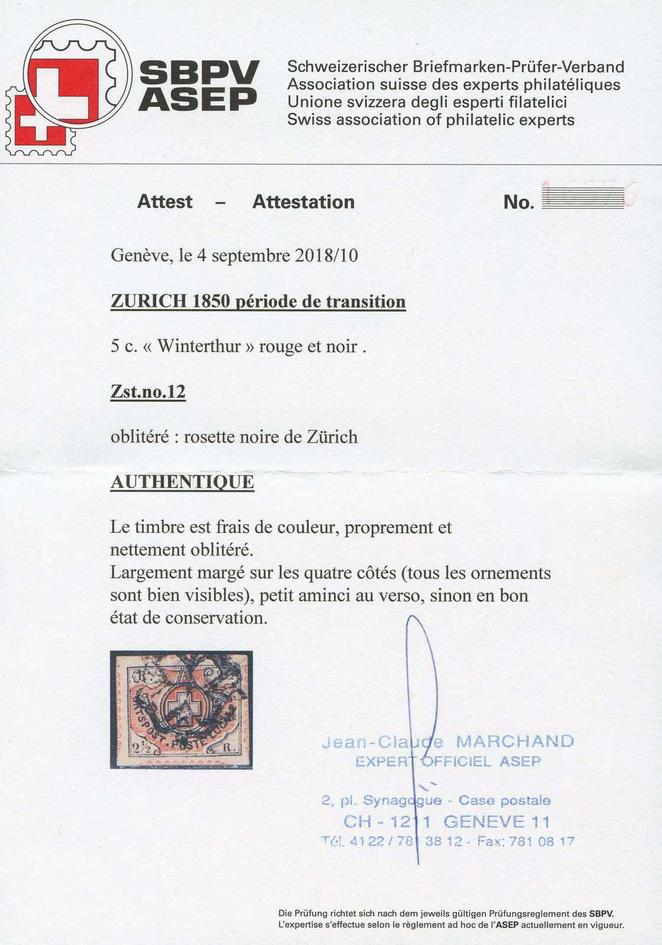 SBPV
ASEP
Schweizerischer Briefmarken-Prüfer-Verband
Association suisse des experts philatéliques
Unione svizzera degli esperti filatelici
Swiss association of philatelic experts
Attest – Attestation No.
Genève, le 4 septembre 2018/10
ZURICH 1850 période de transition
5 c. « Winterthur » rouge et noir .
Zst.no.12
oblitéré : rosette noire de Zürich
AUTHENTIQUE
Le timbre est frais de couleur, proprement et
nettement oblitéré.
Largement margé sur les quatre côtés (tous les ornements
sont bien visibles), petit aminci au verso, sinon en bon
état de conservation.
POSTE LOCALE
2½ R.
Jean-Claude MARCHAND
EXPERT OFFICIEL ASEP
2, pl. Synagogue - Case postale
CH - 1211 GENEVE 11
Tél. 41 22 / 781 38 12 - Fax: 781 08 17
Die Prüfung richtet sich nach dem jeweils gültigen Prüfungsreglement des SBPV.
L'expertise s'effectue selon le règlement ad hoc de l'ASEP actuellement en vigueur.